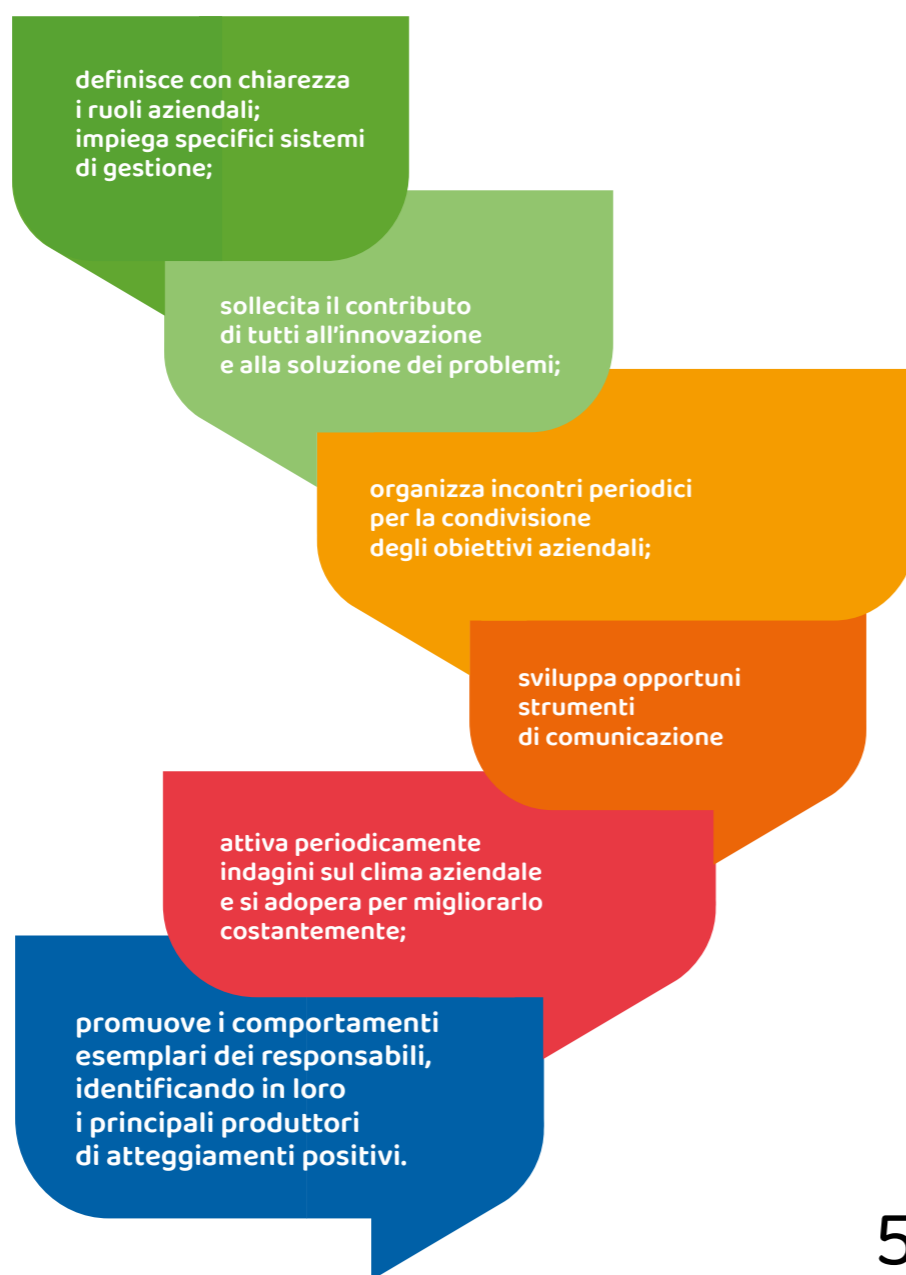 definisce con chiarezza
i ruoli aziendali;
impiega specifici sistemi
di gestione;
sollecita il contributo
di tutti all’innovazione
e alla soluzione dei problemi;
organizza incontri periodici
per la condivisione
degli obiettivi aziendali;
sviluppa opportuni
strumenti
di comunicazione
attiva periodicamente
indagini sul clima aziendale
e si adopera per migliorarlo
costantemente;
promuove i comportamenti
esemplari dei responsabili,
identificando in loro
i principali produttori
di atteggiamenti positivi.
5